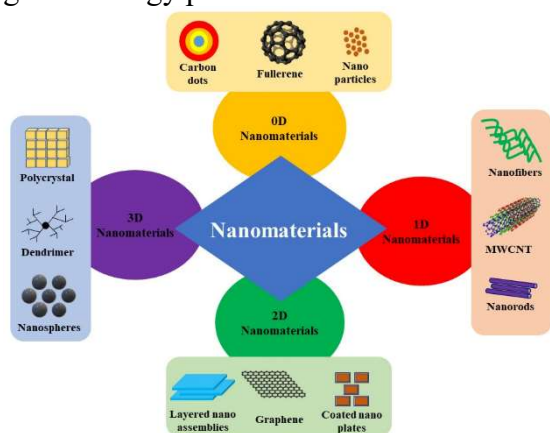 Carbon
dots
Fullerene
Nano
particles
0D
Nanomaterials
Polycrystal
Dendrimer
Nanospheres
3D
Nanomaterials
Nanomaterials
1D
Nanomaterials
Nanofibers
MWCNT
Nanorods
2D
Nanomaterials
Layered nano
assemblies
Graphene
Coated nano
plates